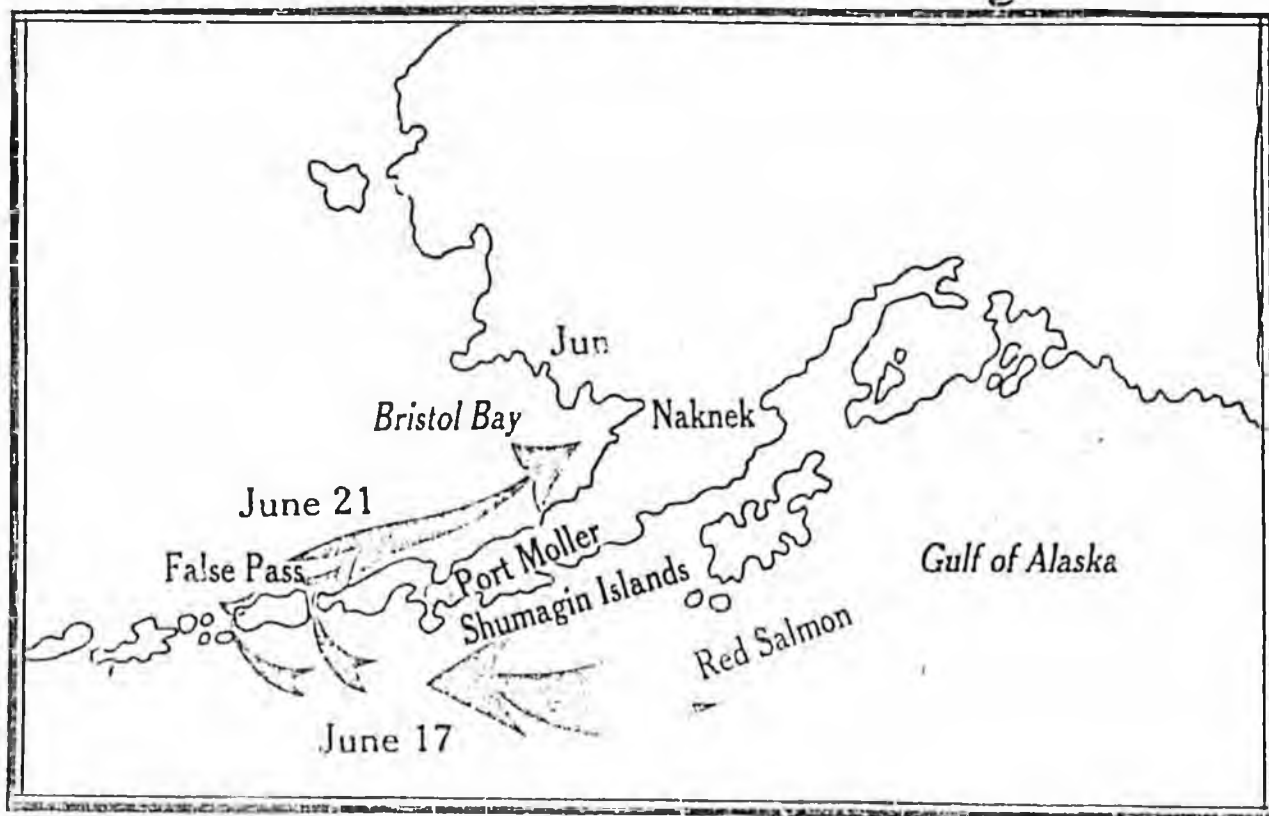 Jun
Bristol Bay
Naknek
June 21
False Pass
Port Moller
Shumagin Islands
Gulf of Alaska
Red Salmon
June 17